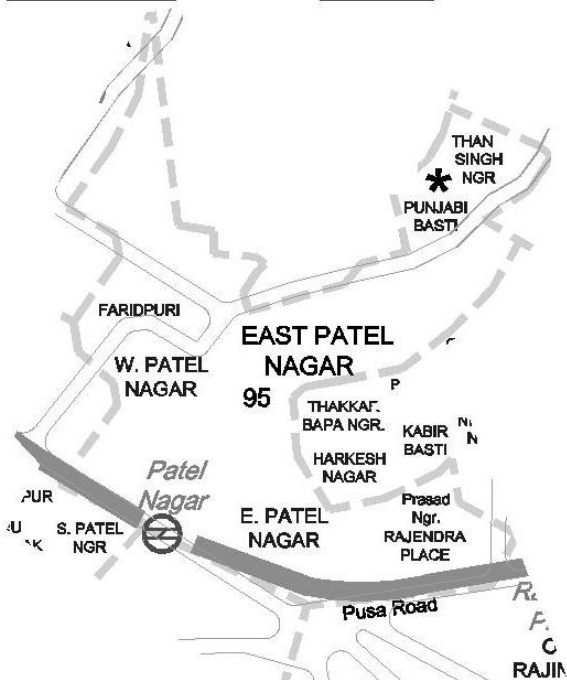 THAN
SINGH
NGR
PUNJABI
BASTI
FARIDPURI
EAST PATEL
NAGAR
95
W. PATEL
NAGAR
P
THAKKAR
BAPA NGR.
KABIR
BASTI
N
HARKESH
NAGAR
Patel
Nagar
PUR
S. PATEL
NGR
E. PATEL
NAGAR
Prasad
Ngr.
RAJENDRA
PLACE
Pusa Road
P.
RAJIN